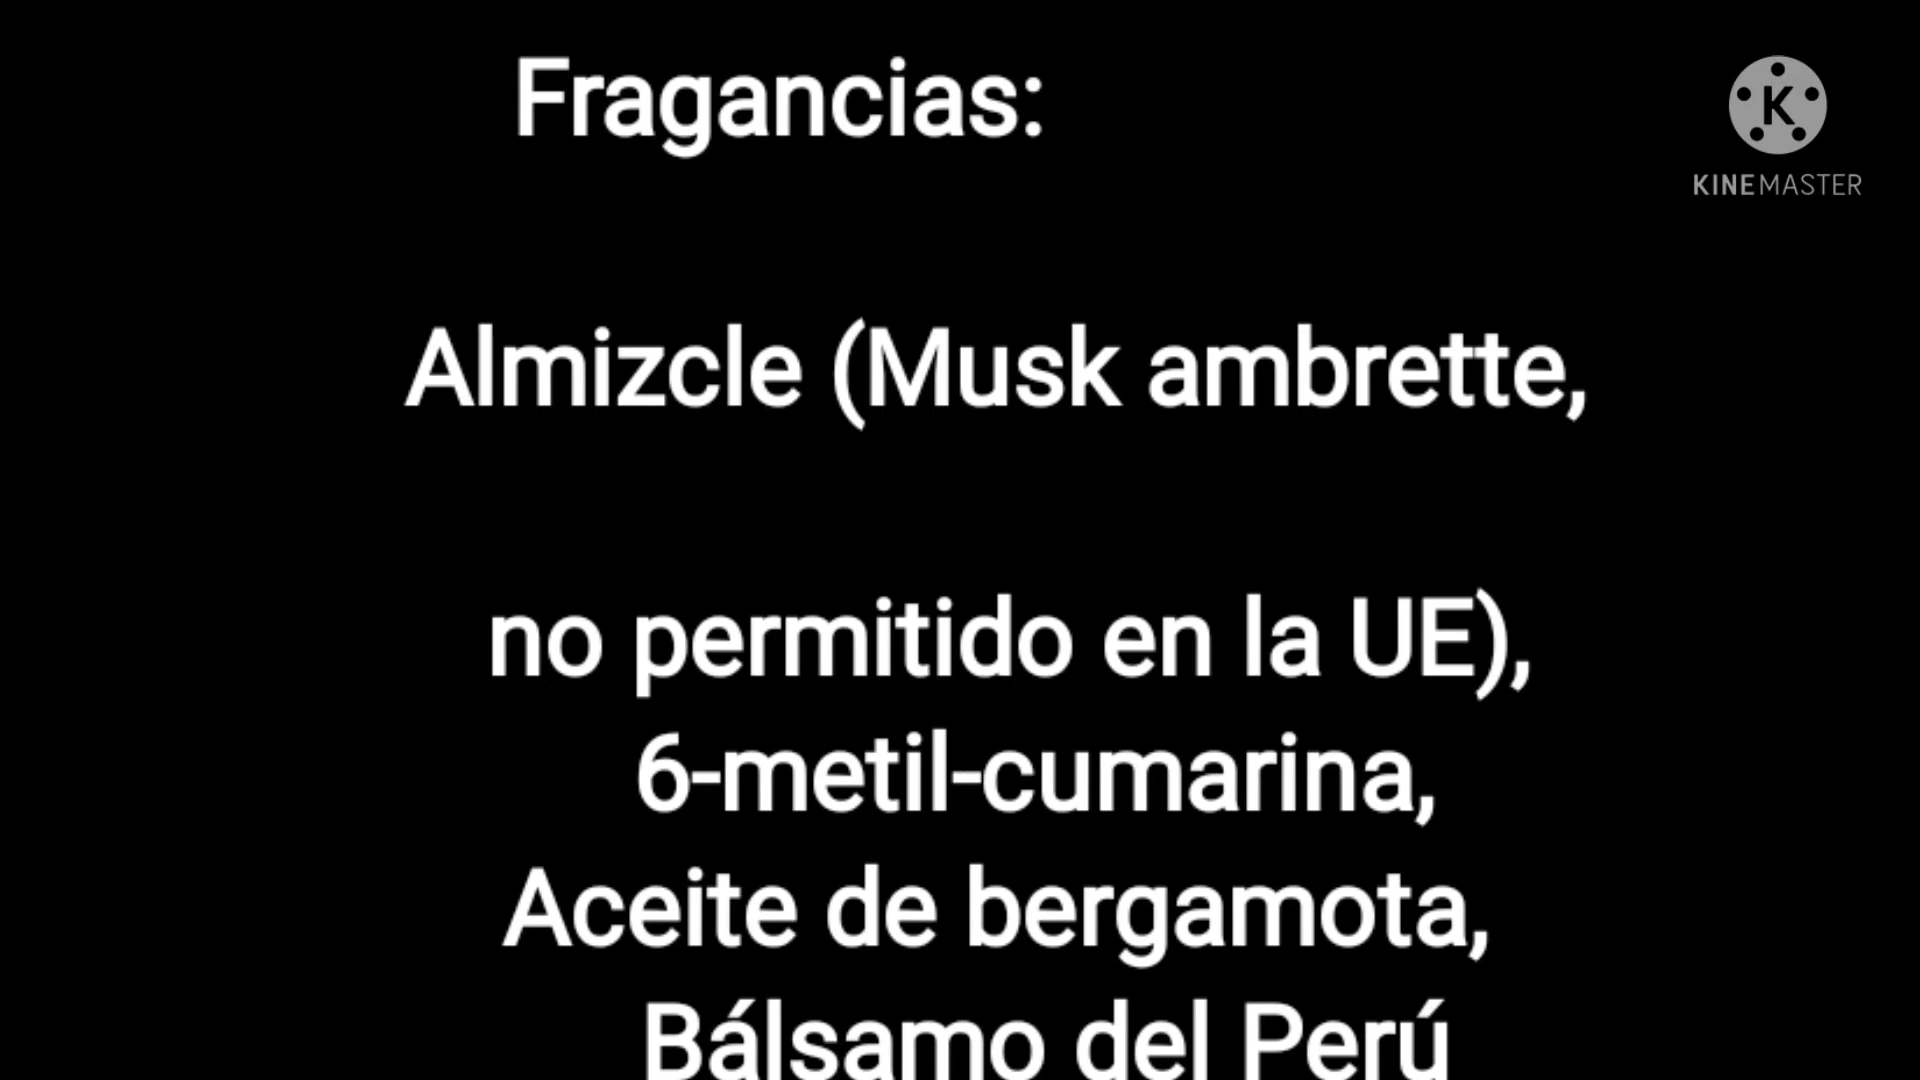 Fragancias:
KINEMASTER
Almizcle (Musk ambrette,
no permitido en la UE),
6-metil-cumarina,
Aceite de bergamota,
Bálsamo del Perú